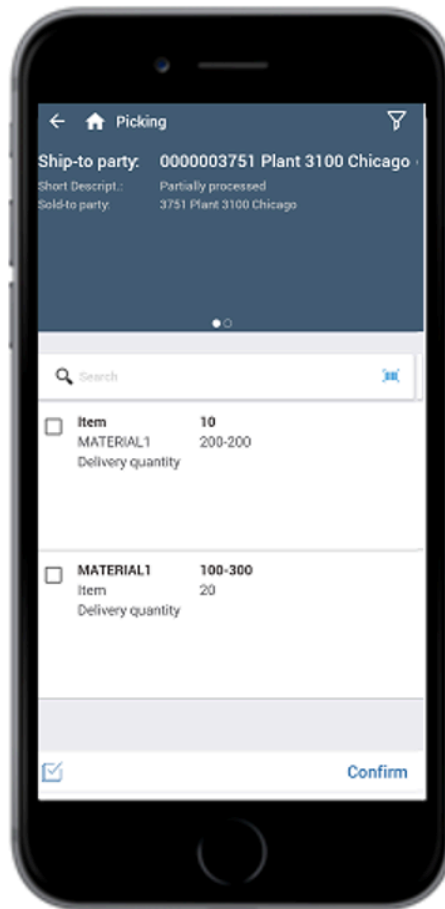 Picking
Ship-to party: 0000003751 Plant 3100 Chicago
Short Descript.: Partially processed
Sold-to party: 3751 Plant 3100 Chicago
Search
Item 10
MATERIAL1 200-200
Delivery quantity
MATERIAL1 100-300
Item 20
Delivery quantity
Confirm